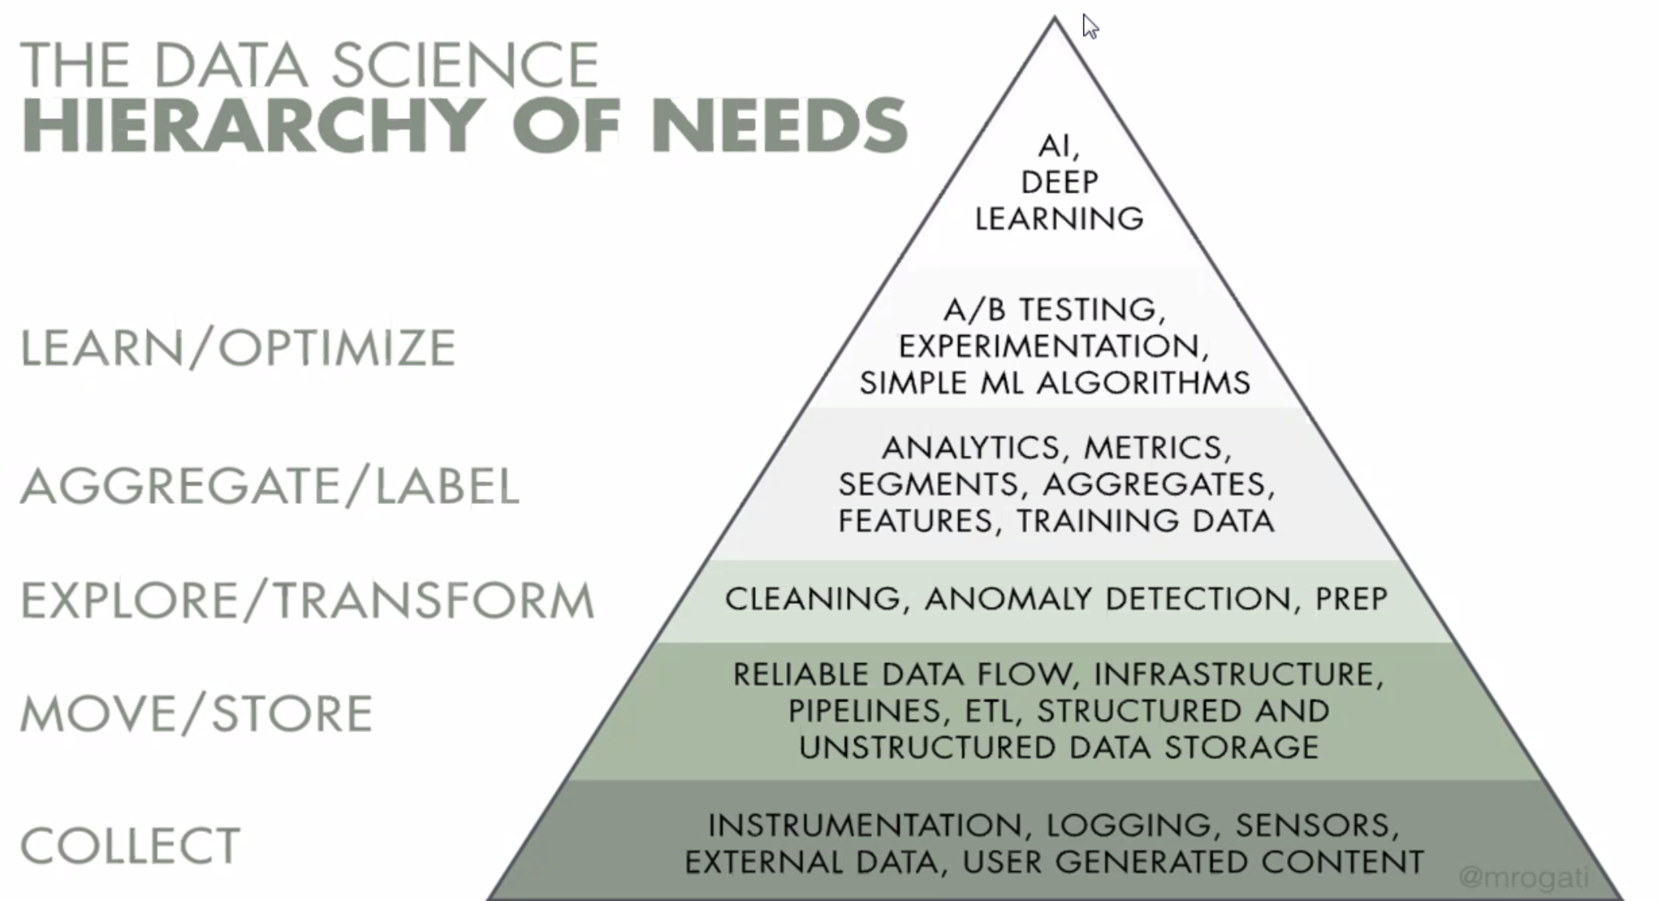 THE DATA SCIENCE
HIERARCHY OF NEEDS
AI,
DEEP
LEARNING
LEARN/OPTIMIZE
A/B TESTING,
EXPERIMENTATION,
SIMPLE ML ALGORITHMS
AGGREGATE/LABEL
ANALYTICS, METRICS,
SEGMENTS, AGGREGATES,
FEATURES, TRAINING DATA
EXPLORE/TRANSFORM
CLEANING, ANOMALY DETECTION, PREP
MOVE/STORE
RELIABLE DATA FLOW, INFRASTRUCTURE,
PIPELINES, ETL, STRUCTURED AND
UNSTRUCTURED DATA STORAGE
COLLECT
INSTRUMENTATION, LOGGING, SENSORS,
EXTERNAL DATA, USER GENERATED CONTENT
@mrogati